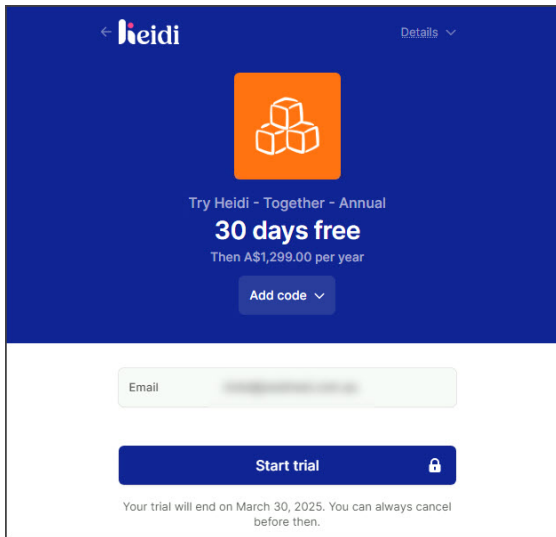 heidi
Details
Try Heidi - Together - Annual
30 days free
Then A$1,299.00 per year
Add code
Email
Start trial
Your trial will end on March 30, 2025. You can always cancel
before then.